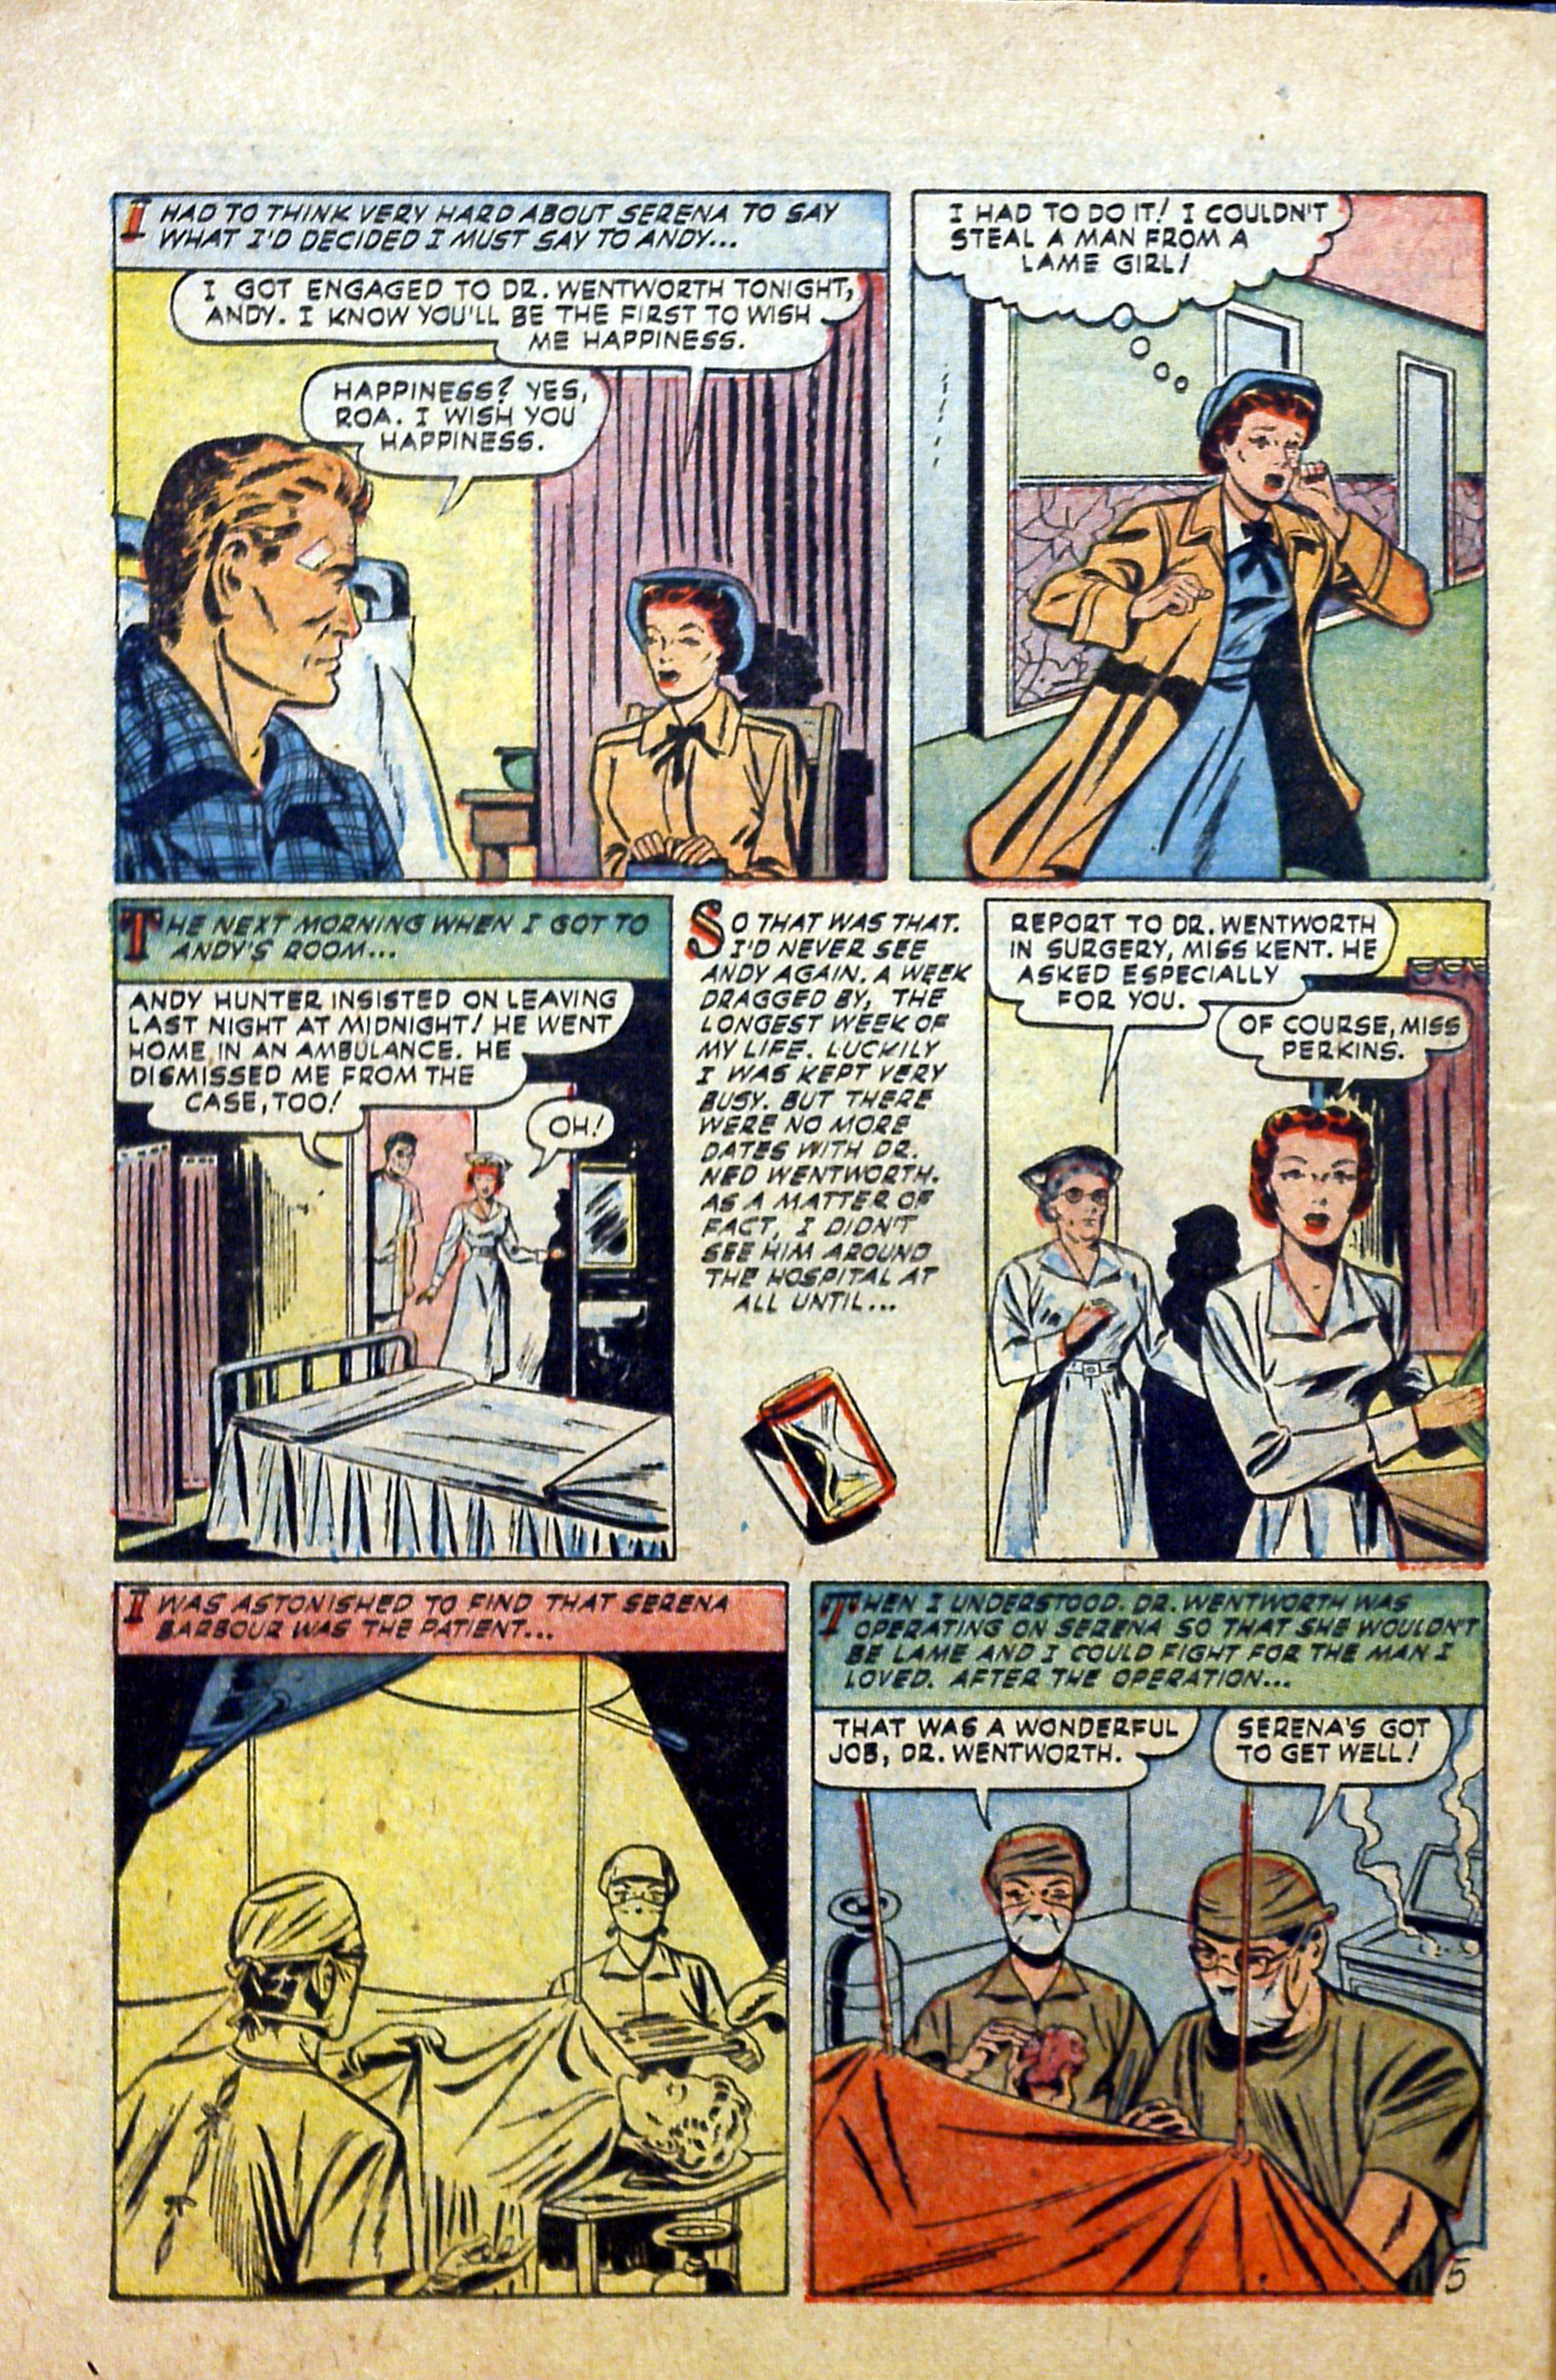 I HAD TO THINK VERY HARD ABOUT SERENA TO SAY
WHAT I'D DECIDED I MUST SAY TO ANDY...
I GOT ENGAGED TO DR. WENTWORTH TONIGHT,
ANDY. I KNOW YOU'LL BE THE FIRST TO WISH
ME HAPPINESS.
HAPPINESS? YES,
ROA. I WISH YOU
HAPPINESS.
I HAD TO DO IT! I COULDN'T
STEAL A MAN FROM A
LAME GIRL!
THE NEXT MORNING WHEN I GOT TO
ANDY'S ROOM...
ANDY HUNTER INSISTED ON LEAVING
LAST NIGHT AT MIDNIGHT! HE WENT
HOME IN AN AMBULANCE. HE
DISMISSED ME FROM THE
CASE, TOO!
OH!
SO THAT WAS THAT.
I'D NEVER SEE
ANDY AGAIN. A WEEK
DRAGGED BY, THE
LONGEST WEEK OF
MY LIFE. LUCKILY
I WAS KEPT VERY
BUSY. BUT THERE
WERE NO MORE
DATES WITH DR.
NED WENTWORTH.
AS A MATTER OF
FACT, I DIDN'T
SEE HIM AROUND
THE HOSPITAL AT
ALL UNTIL...
REPORT TO DR. WENTWORTH
IN SURGERY, MISS KENT. HE
ASKED ESPECIALLY
FOR YOU.
OF COURSE, MISS
PERKINS.
I WAS ASTONISHED TO FIND THAT SERENA
BARBOUR WAS THE PATIENT...
THEN I UNDERSTOOD. DR. WENTWORTH WAS
OPERATING ON SERENA SO THAT SHE WOULDN'T
BE LAME AND I COULD FIGHT FOR THE MAN I
LOVED. AFTER THE OPERATION...
THAT WAS A WONDERFUL
JOB, DR. WENTWORTH.
SERENA'S GOT
TO GET WELL!
5